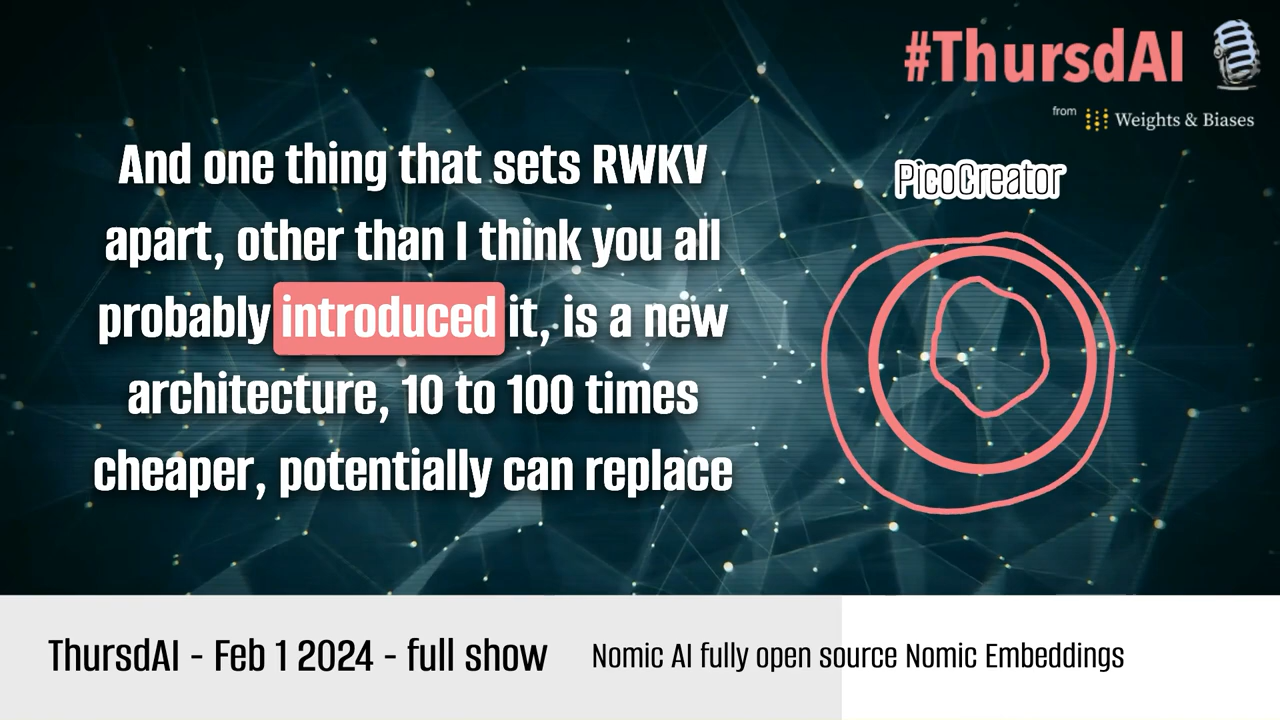 #ThursdAI
from Weights & Biases
PicoCreator
And one thing that sets RWKV
apart, other than I think you all
probably introduced it, is a new
architecture, 10 to 100 times
cheaper, potentially can replace
ThursdAI - Feb 1 2024 - full show
Nomic AI fully open source Nomic Embeddings